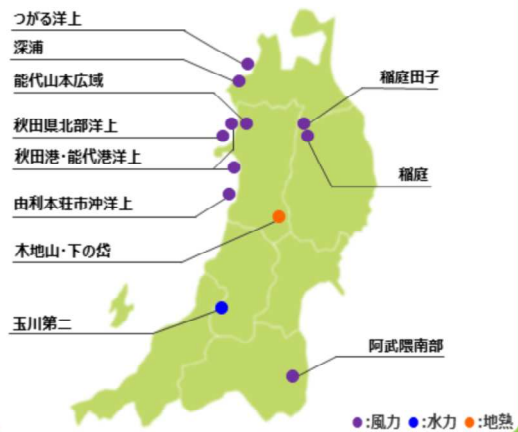 つがる洋上
深浦
能代山本広域
稲庭田子
秋田県北部洋上
秋田港・能代港洋上
稲庭
由利本荘市沖洋上
木地山・下の岱
玉川第二
阿武隈南部
●:風力 ●:水力 ●:地熱